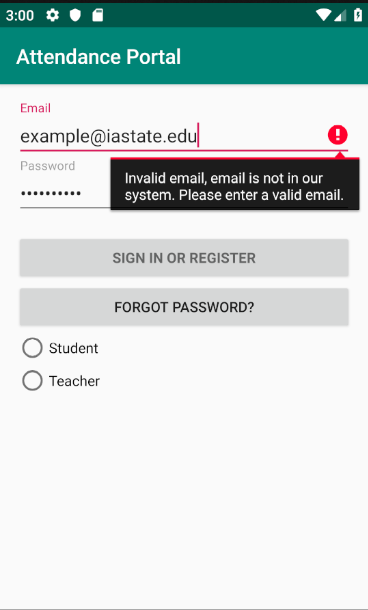 3:00
Attendance Portal
Email
example@iastate.edu
Password
••••••••••
Invalid email, email is not in our
system. Please enter a valid email.
SIGN IN OR REGISTER
FORGOT PASSWORD?
Student
Teacher